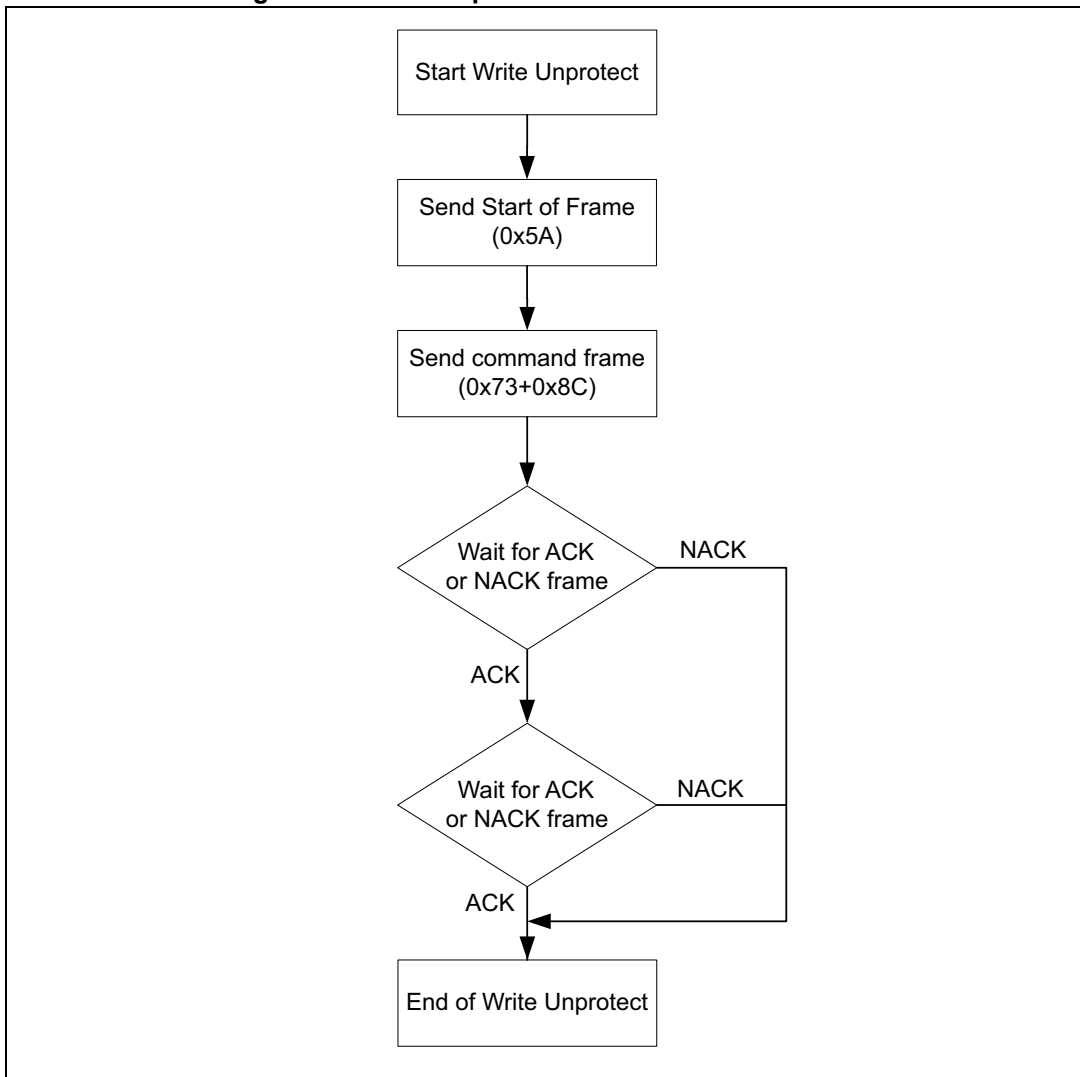 Start Write Unprotect
Send Start of Frame
(0x5A)
Send command frame
(0x73+0x8C)
Wait for ACK
or NACK frame
NACK
ACK
Wait for ACK
or NACK frame
NACK
ACK
End of Write Unprotect